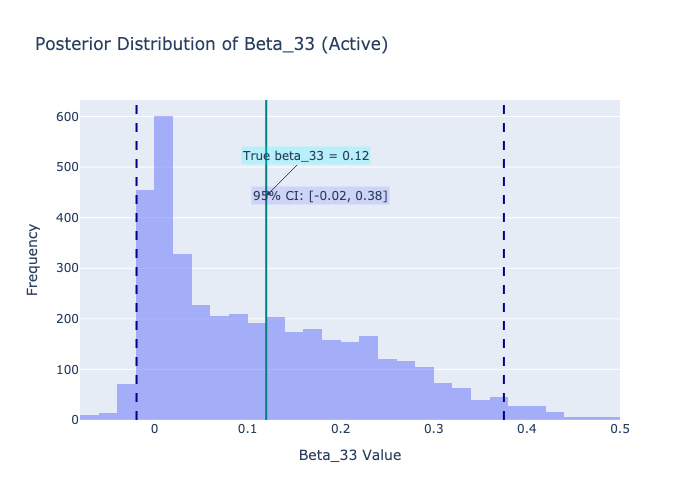 Posterior Distribution of Beta_33 (Active)
600
500
400
300
200
100
0
Frequency
True beta_33 = 0.12
95% CI: [-0.02, 0.38]
0
0.1
0.2
0.3
0.4
0.5
Beta_33 Value